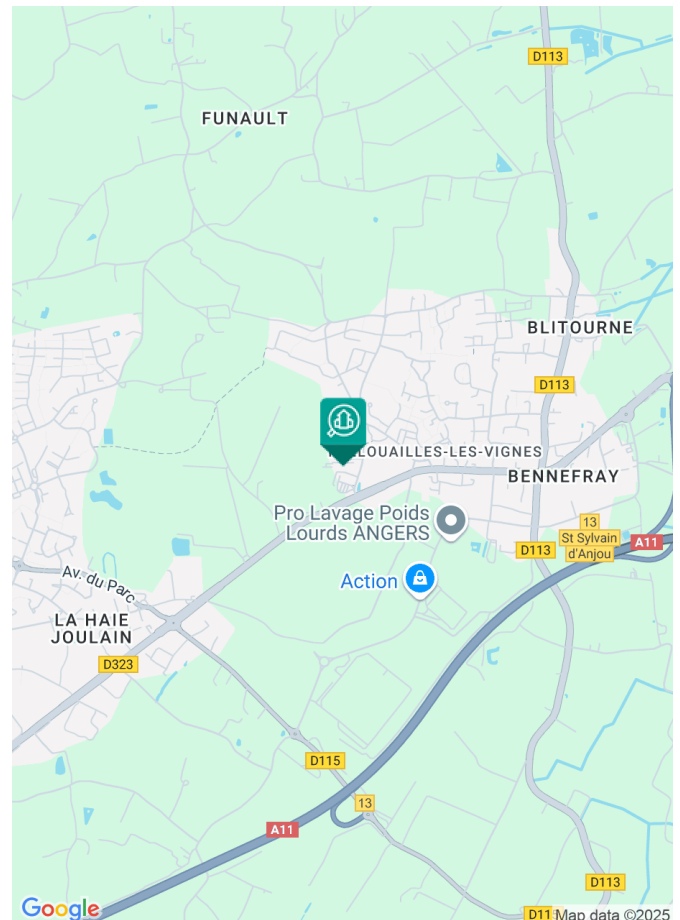 D113
FUNAULT
BLITOURNE
D113
LOUAILLES-LES-VIGNES
BENNEFRAY
Pro Lavage Poids
Lourds ANGERS
13
St Sylvain
d'Anjou
A11
D113
Action
Av. du Parc
LA HAIE
JOULAIN
D323
D115
13
A11
D113
Google
D11
Map data ©2025